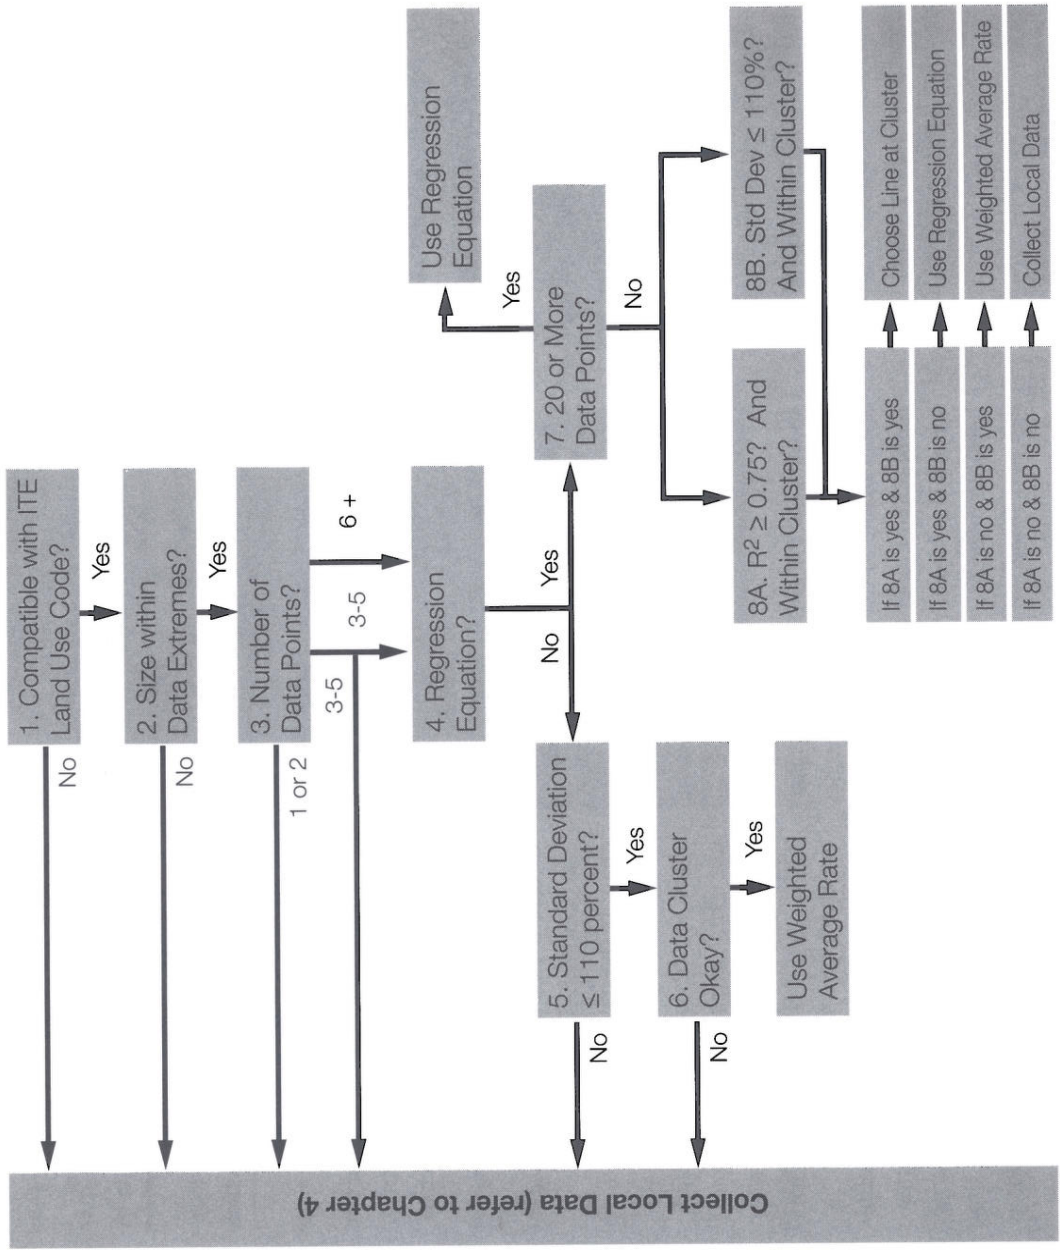 Collect Local Data (refer to Chapter 4)
1. Compatible with ITE
Land Use Code?
No
Yes
2. Size within
Data Extremes?
No
Yes
3. Number of
Data Points?
1 or 2
3-5
3-5
6 +
4. Regression
Equation?
No
Yes
5. Standard Deviation
≤ 110 percent?
No
Yes
6. Data Cluster
Okay?
No
Yes
Use Weighted
Average Rate
7. 20 or More
Data Points?
Yes
Use Regression
Equation
No
8A. R² ≥ 0.75? And
Within Cluster?
8B. Std Dev ≤ 110%?
And Within Cluster?
If 8A is yes & 8B is yes
Choose Line at Cluster
If 8A is yes & 8B is no
Use Regression Equation
If 8A is no & 8B is yes
Use Weighted Average Rate
If 8A is no & 8B is no
Collect Local Data